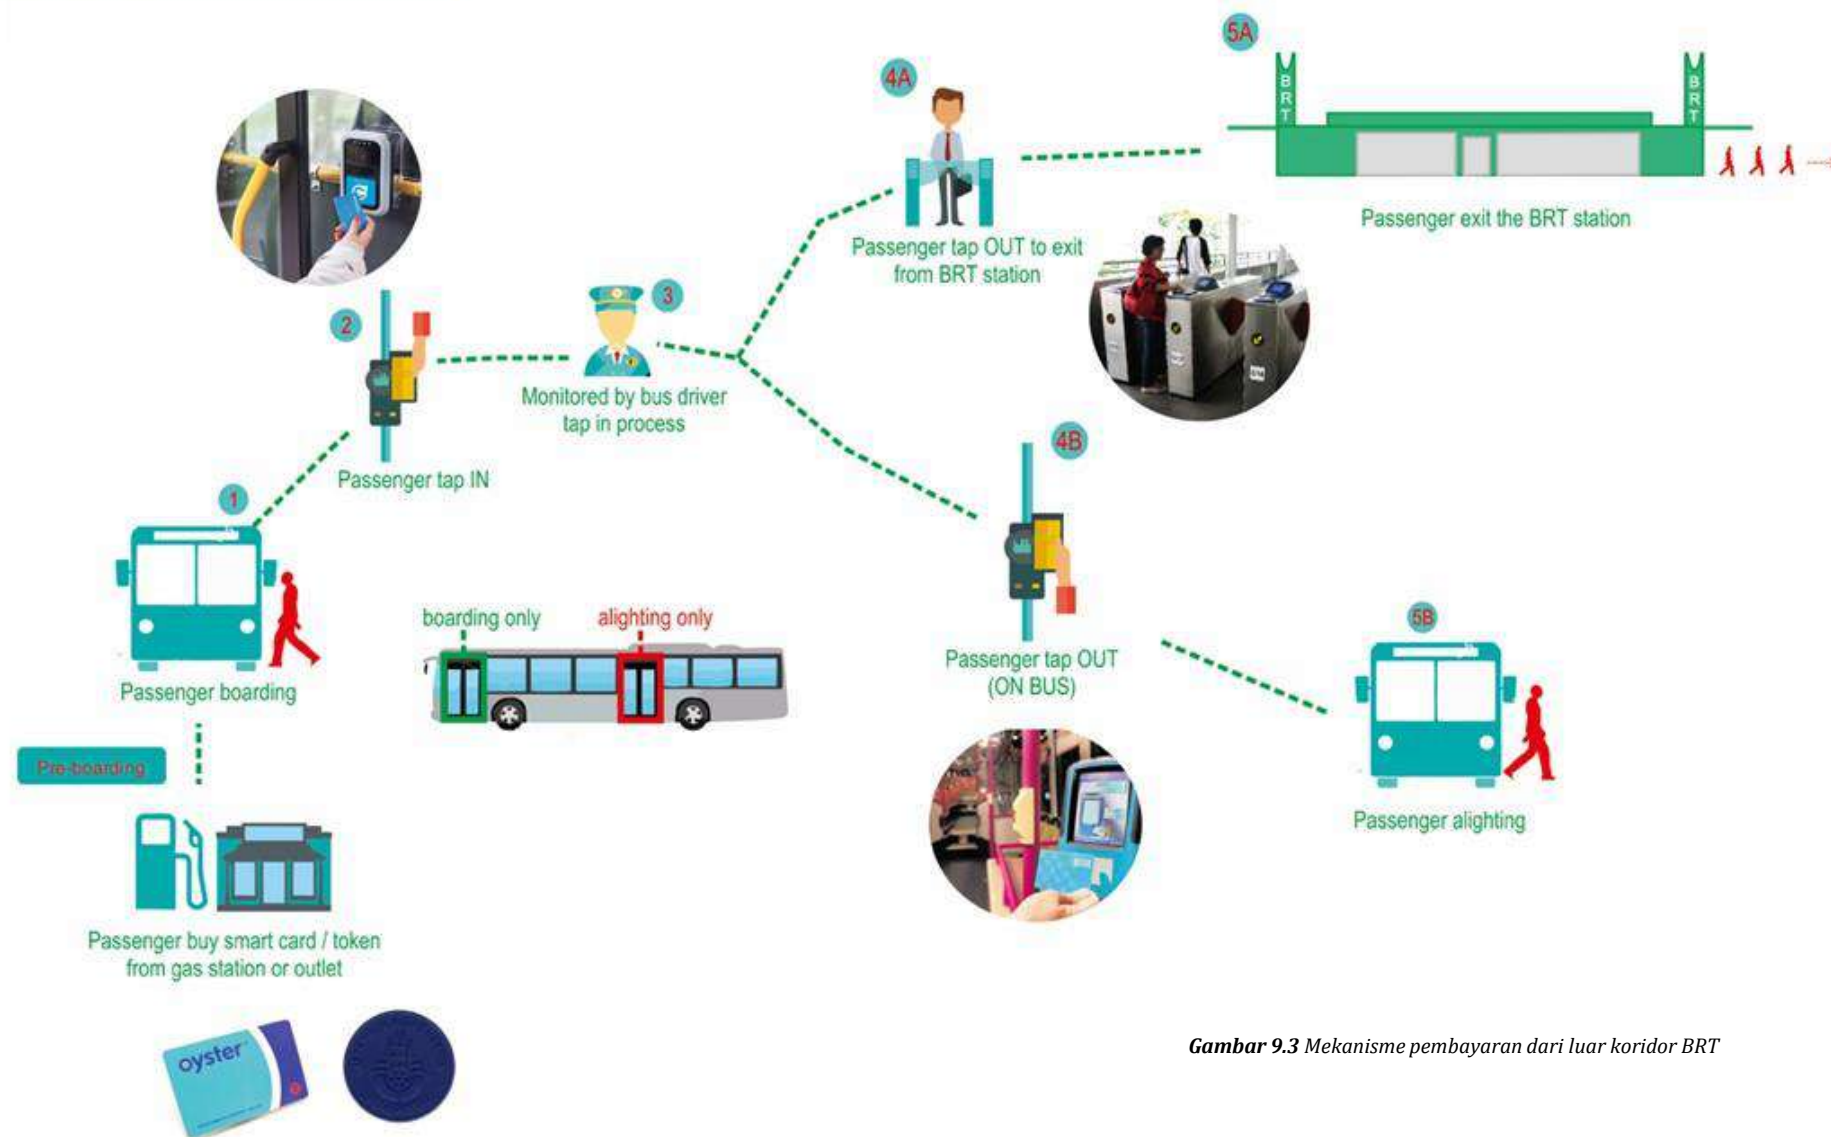 5A
4A
BRT
BRT
Passenger exit the BRT station
Passenger tap OUT to exit
from BRT station
2
3
Monitored by bus driver
tap in process
4B
Passenger tap IN
1
boarding only
alighting only
5B
Passenger tap OUT
(ON BUS)
Passenger boarding
Pre-boarding
Passenger alighting
Passenger buy smart card / token
from gas station or outlet
oyster
Gambar 9.3 Mekanisme pembayaran dari luar koridor BRT